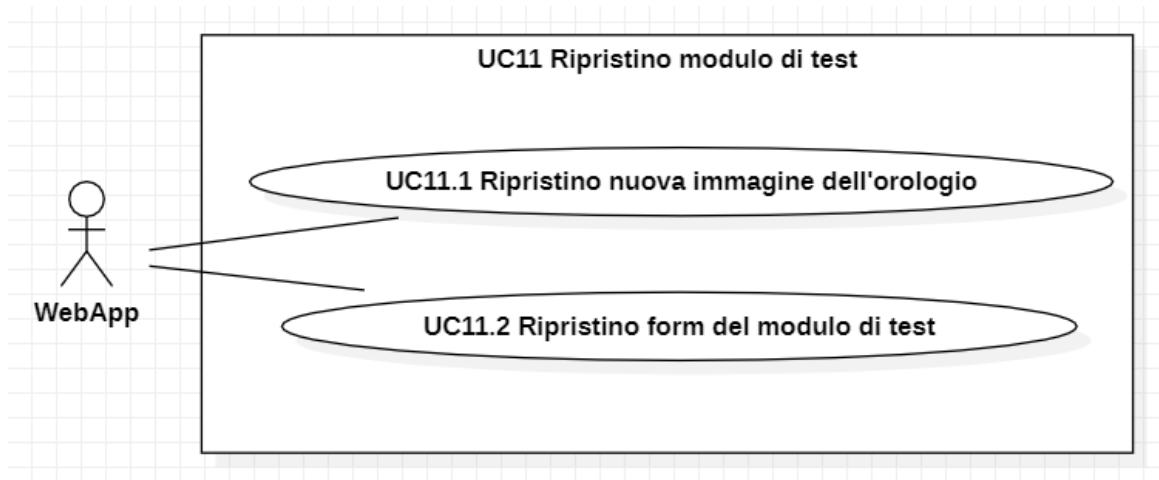 UC11 Ripristino modulo di test
UC11.1 Ripristino nuova immagine dell'orologio
WebApp
UC11.2 Ripristino form del modulo di test